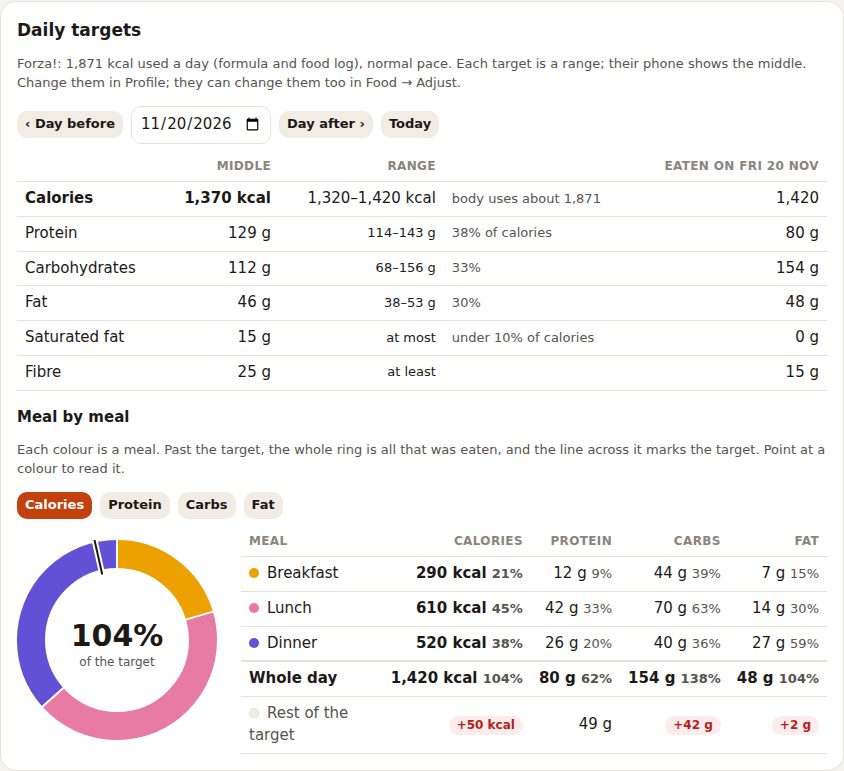 Daily targets
Forza!: 1,871 kcal used a day (formula and food log), normal pace. Each target is a range; their phone shows the middle.
Change them in Profile; they can change them too in Food → Adjust.
‹ Day before 11/20/2026 Day after › Today
MIDDLE RANGE EATEN ON FRI 20 NOV
Calories 1,370 kcal 1,320–1,420 kcal body uses about 1,871 1,420
Protein 129 g 114–143 g 38% of calories 80 g
Carbohydrates 112 g 68–156 g 33% 154 g
Fat 46 g 38–53 g 30% 48 g
Saturated fat 15 g at most under 10% of calories 0 g
Fibre 25 g at least 15 g
Meal by meal
Each colour is a meal. Past the target, the whole ring is all that was eaten, and the line across it marks the target. Point at a
colour to read it.
Calories Protein Carbs Fat
104%
of the target
MEAL CALORIES PROTEIN CARBS FAT
Breakfast 290 kcal 21% 12 g 9% 44 g 39% 7 g 15%
Lunch 610 kcal 45% 42 g 33% 70 g 63% 14 g 30%
Dinner 520 kcal 38% 26 g 20% 40 g 36% 27 g 59%
Whole day 1,420 kcal 104% 80 g 62% 154 g 138% 48 g 104%
Rest of the
target +50 kcal 49 g +42 g +2 g